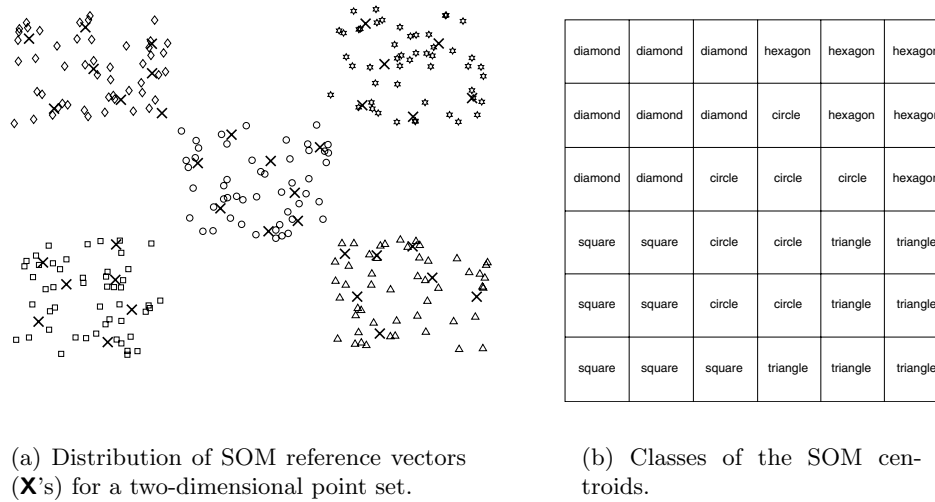 diamond diamond diamond hexagon hexagon hexagon
diamond diamond diamond circle hexagon hexagon
diamond diamond circle circle circle hexagon
square square circle circle triangle triangle
square square circle circle triangle triangle
square square square triangle triangle triangle
(a) Distribution of SOM reference vectors
(X's) for a two-dimensional point set.
(b) Classes of the SOM cen-
troids.